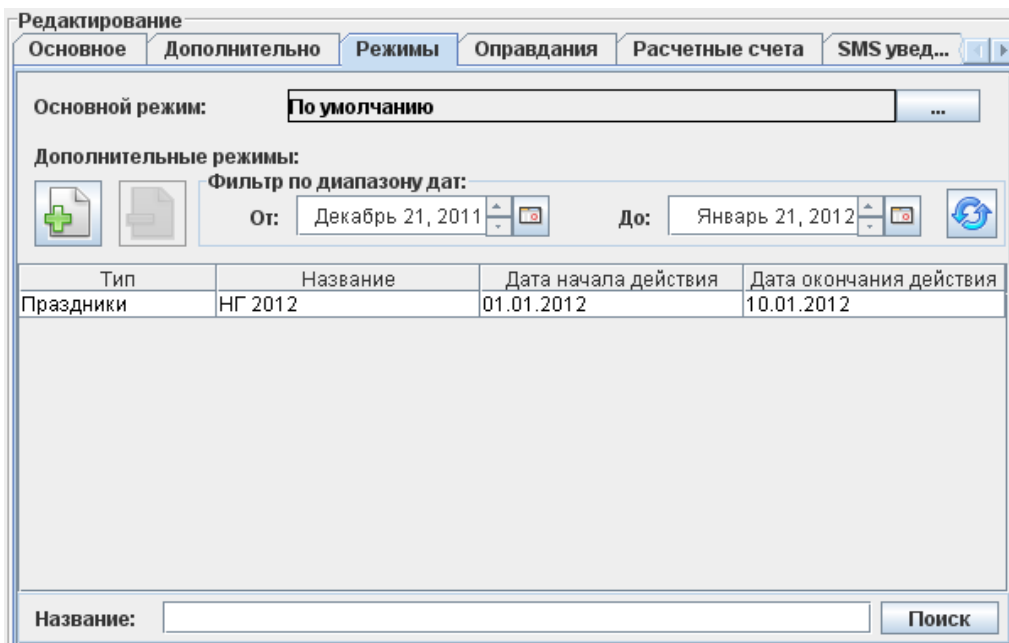 Редактирование
Основное Дополнительно Режимы Оправдания Расчетные счета SMS увед...
Основной режим: По умолчанию ...
Дополнительные режимы:
Фильтр по диапазону дат:
От: Декабрь 21, 2011 До: Январь 21, 2012
Тип Название Дата начала действия Дата окончания действия
Праздники НГ 2012 01.01.2012 10.01.2012
Название: Поиск